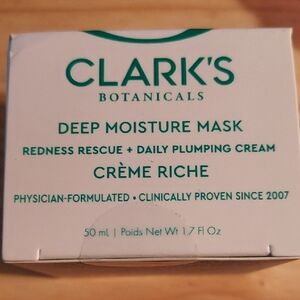 CLARK'S
BOTANICALS
DEEP MOISTURE MASK
REDNESS RESCUE + DAILY PLUMPING CREAM
CRÈME RICHE
PHYSICIAN-FORMULATED • CLINICALLY PROVEN SINCE 2007
50 mL | Poids Net Wt 1.7 Fl Oz